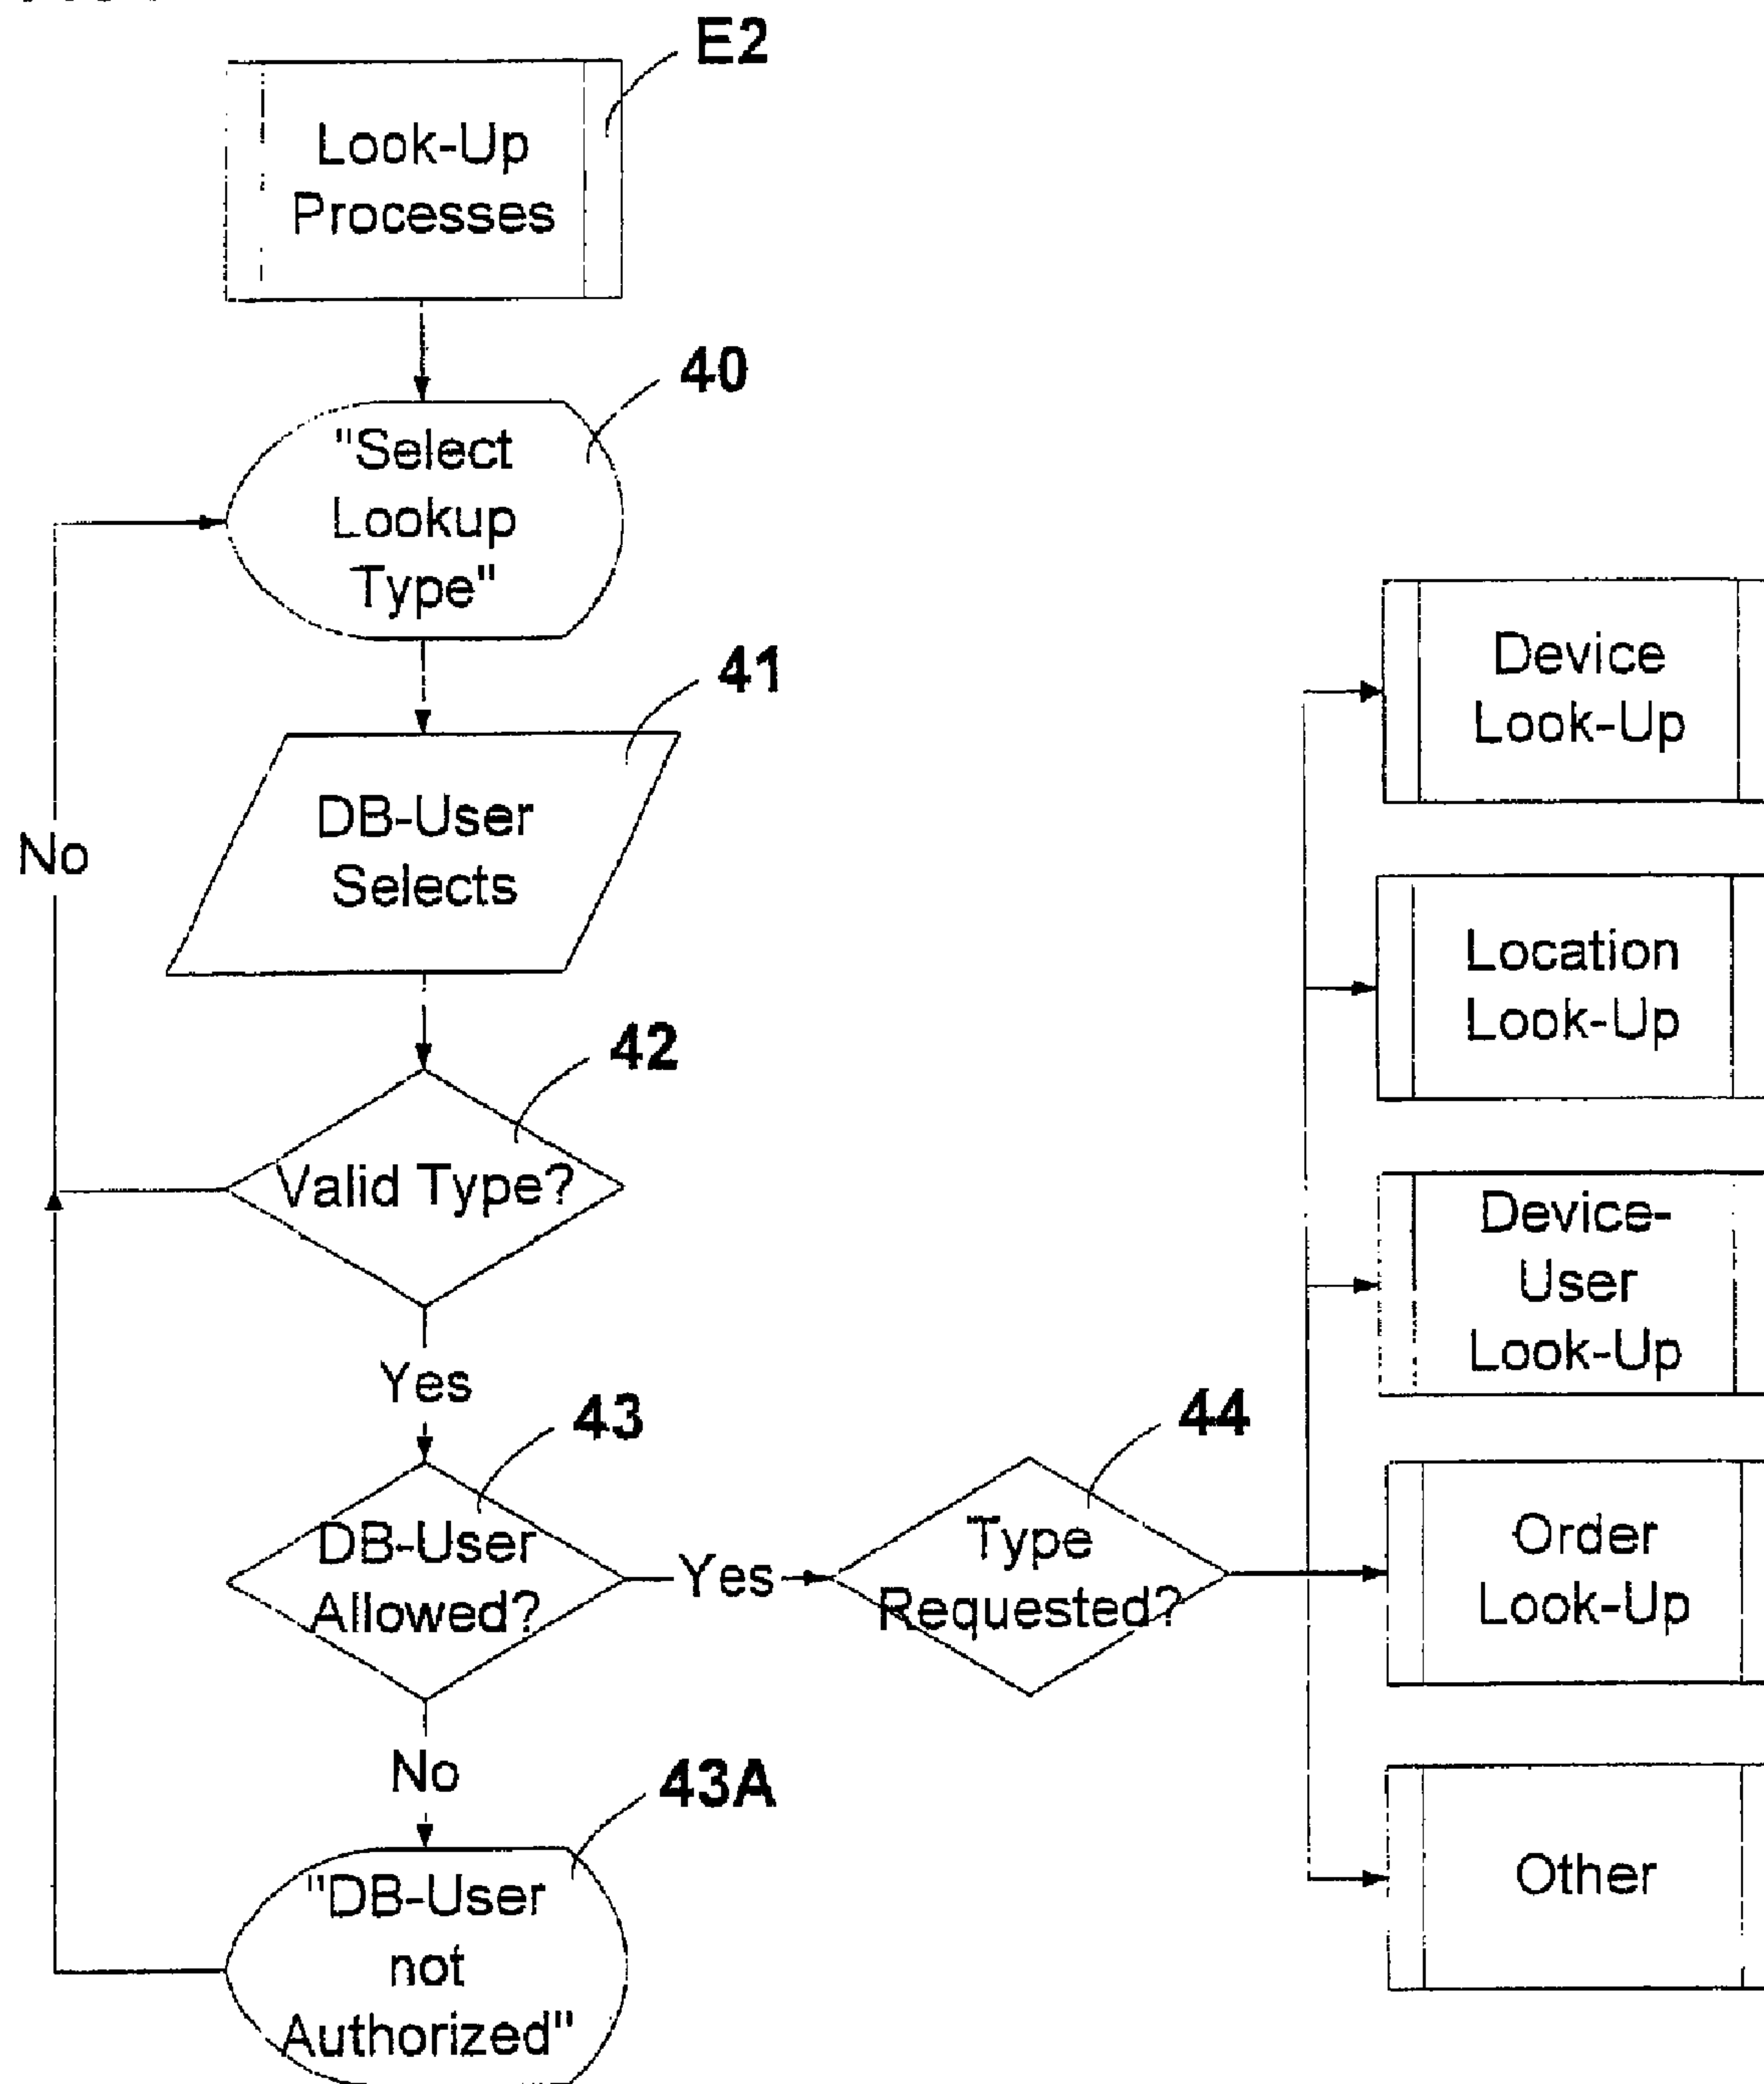 E2
Look-Up
Processes
40
"Select
Lookup
Type"
41
DB-User
Selects
No
42
Valid Type?
Yes
43
DB-User
Allowed?
Yes
44
Type
Requested?
No
43A
"DB-User
not
Authorized"
Device
Look-Up
Location
Look-Up
Device-
User
Look-Up
Order
Look-Up
Other